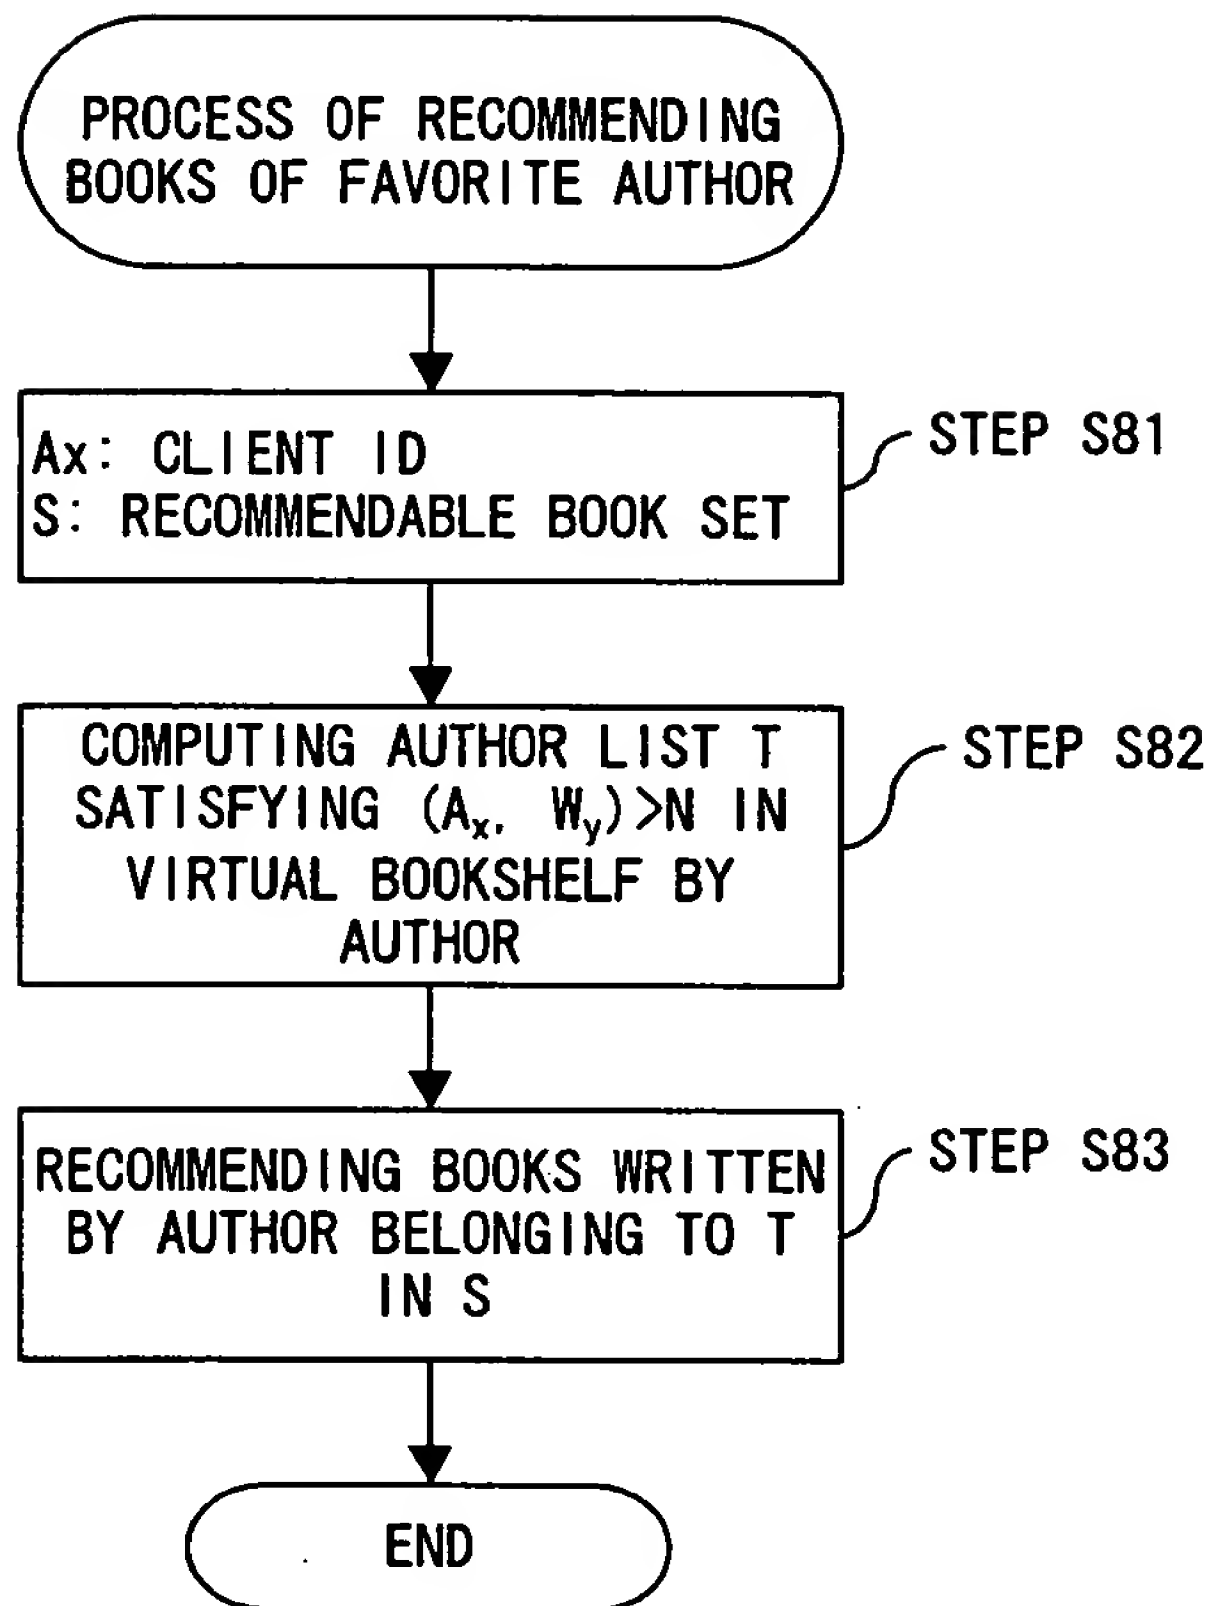 PROCESS OF RECOMMENDING
BOOKS OF FAVORITE AUTHOR
Ax: CLIENT ID
S: RECOMMENDABLE BOOK SET
STEP S81
COMPUTING AUTHOR LIST T
SATISFYING (Ax, Wy)>N IN
VIRTUAL BOOKSHELF BY
AUTHOR
STEP S82
RECOMMENDING BOOKS WRITTEN
BY AUTHOR BELONGING TO T
IN S
STEP S83
END